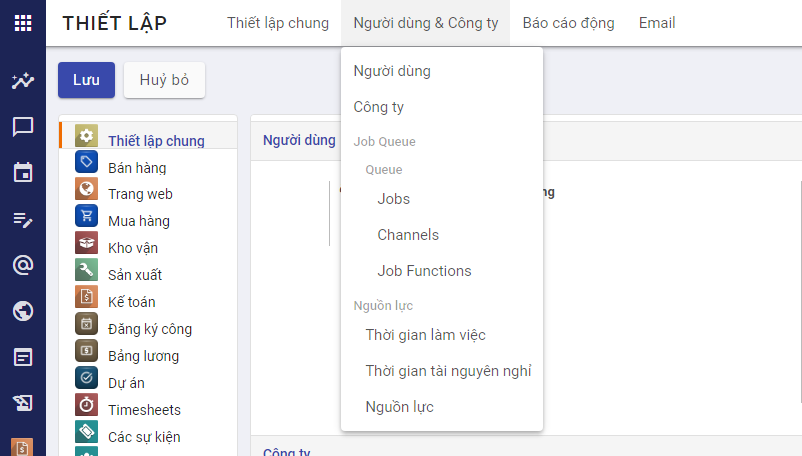 THIẾT LẬP
Thiết lập chung
Người dùng & Công ty
Báo cáo động
Email
Lưu
Huỷ bỏ
Thiết lập chung
Bán hàng
Trang web
Mua hàng
Kho vận
Sản xuất
Kế toán
Đăng ký công
Bảng lương
Dự án
Timesheets
Các sự kiện
Người dùng
Người dùng
Công ty
Job Queue
Queue
Jobs
Channels
Job Functions
Nguồn lực
Thời gian làm việc
Thời gian tài nguyên nghỉ
Nguồn lực
Công ty